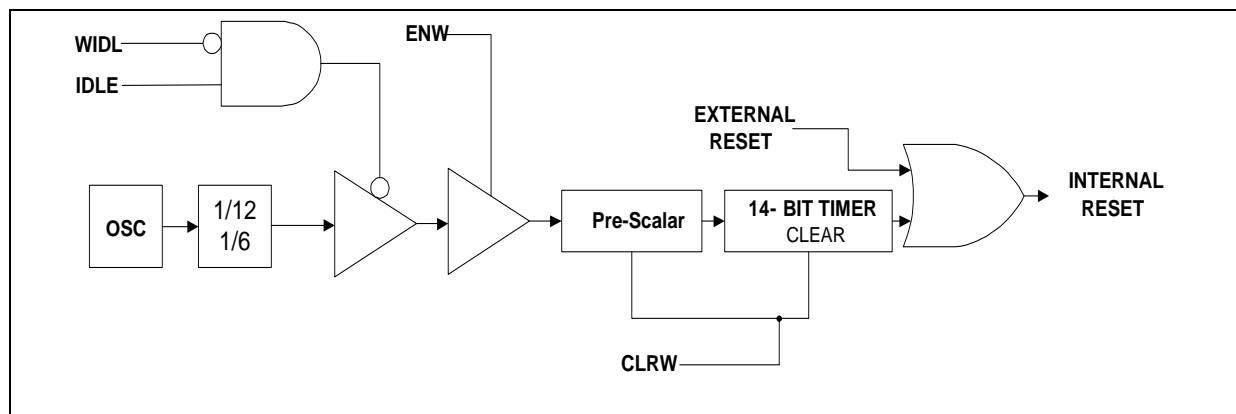 WIDL
IDLE
ENW
EXTERNAL
RESET
OSC
1/12
1/6
Pre-Scalar
14- BIT TIMER
CLEAR
INTERNAL
RESET
CLRW